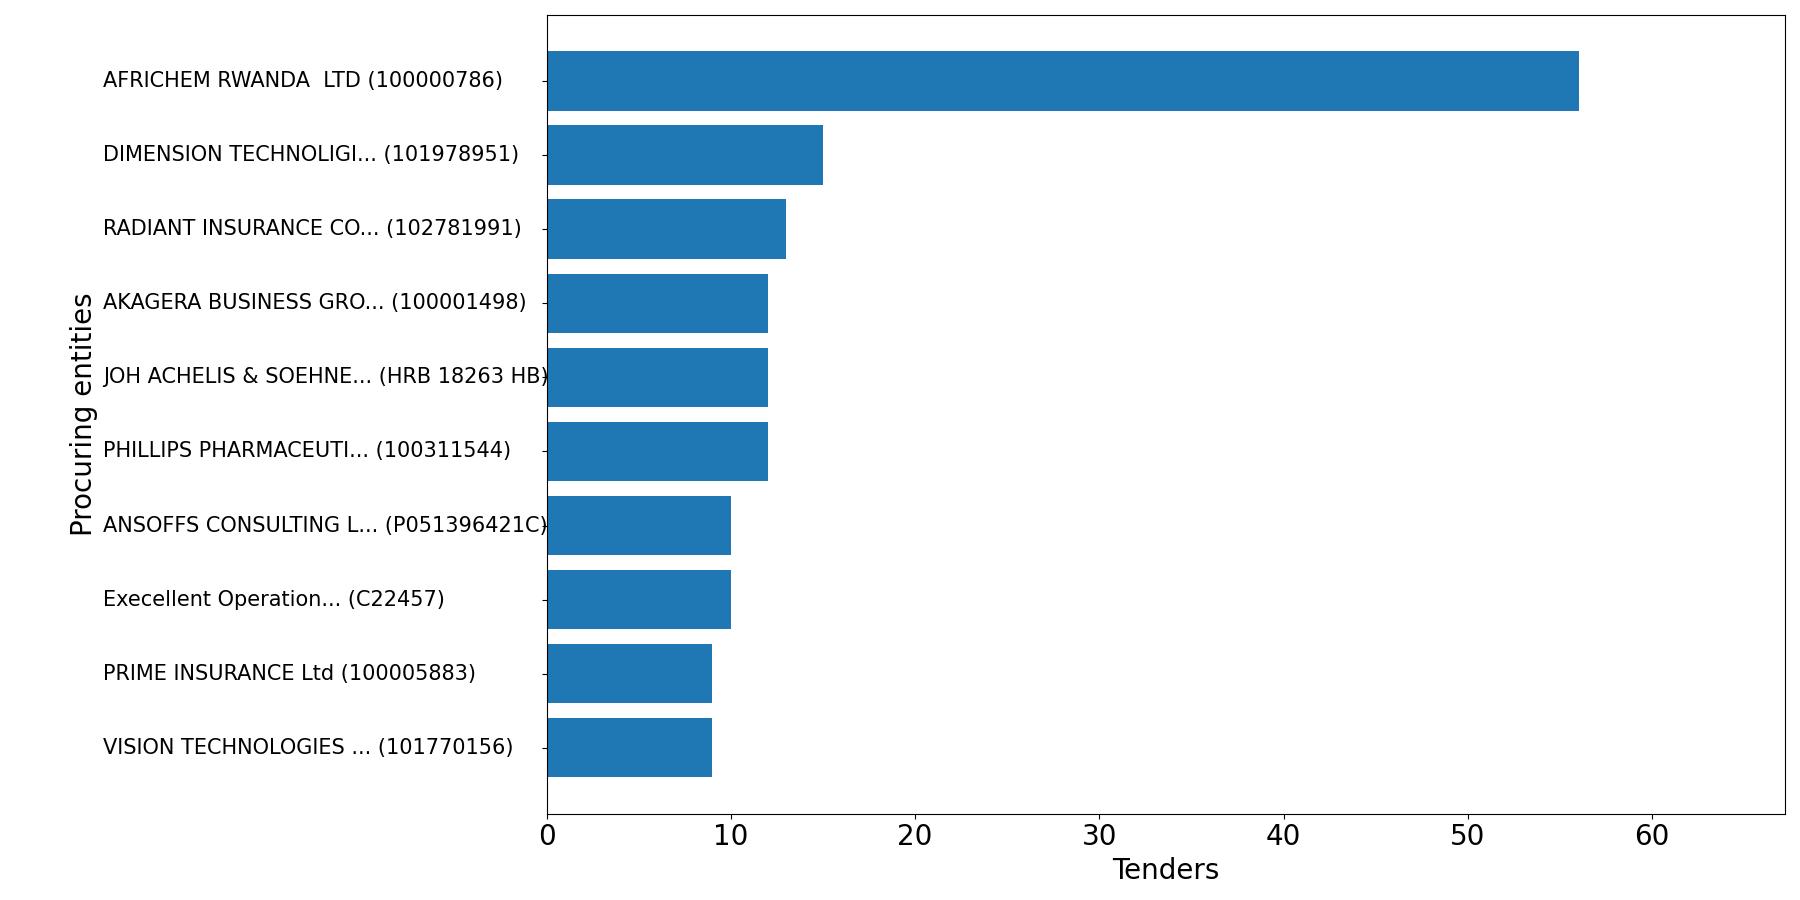 Procuring entities
AFRICHEM RWANDA  LTD (100000786)
DIMENSION TECHNOLIGI... (101978951)
RADIANT INSURANCE CO... (102781991)
AKAGERA BUSINESS GRO... (100001498)
JOH ACHELIS & SOEHNE... (HRB 18263 HB)
PHILLIPS PHARMACEUTI... (100311544)
ANSOFFS CONSULTING L... (P051396421C)
Execellent Operation... (C22457)
PRIME INSURANCE Ltd (100005883)
VISION TECHNOLOGIES ... (101770156)
0 10 20 30 40 50 60
Tenders